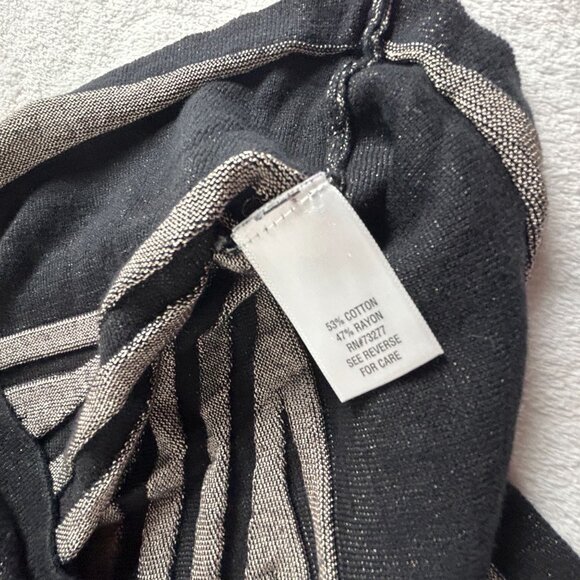 53% COTTON
47% RAYON
RN#73277
SEE REVERSE
FOR CARE